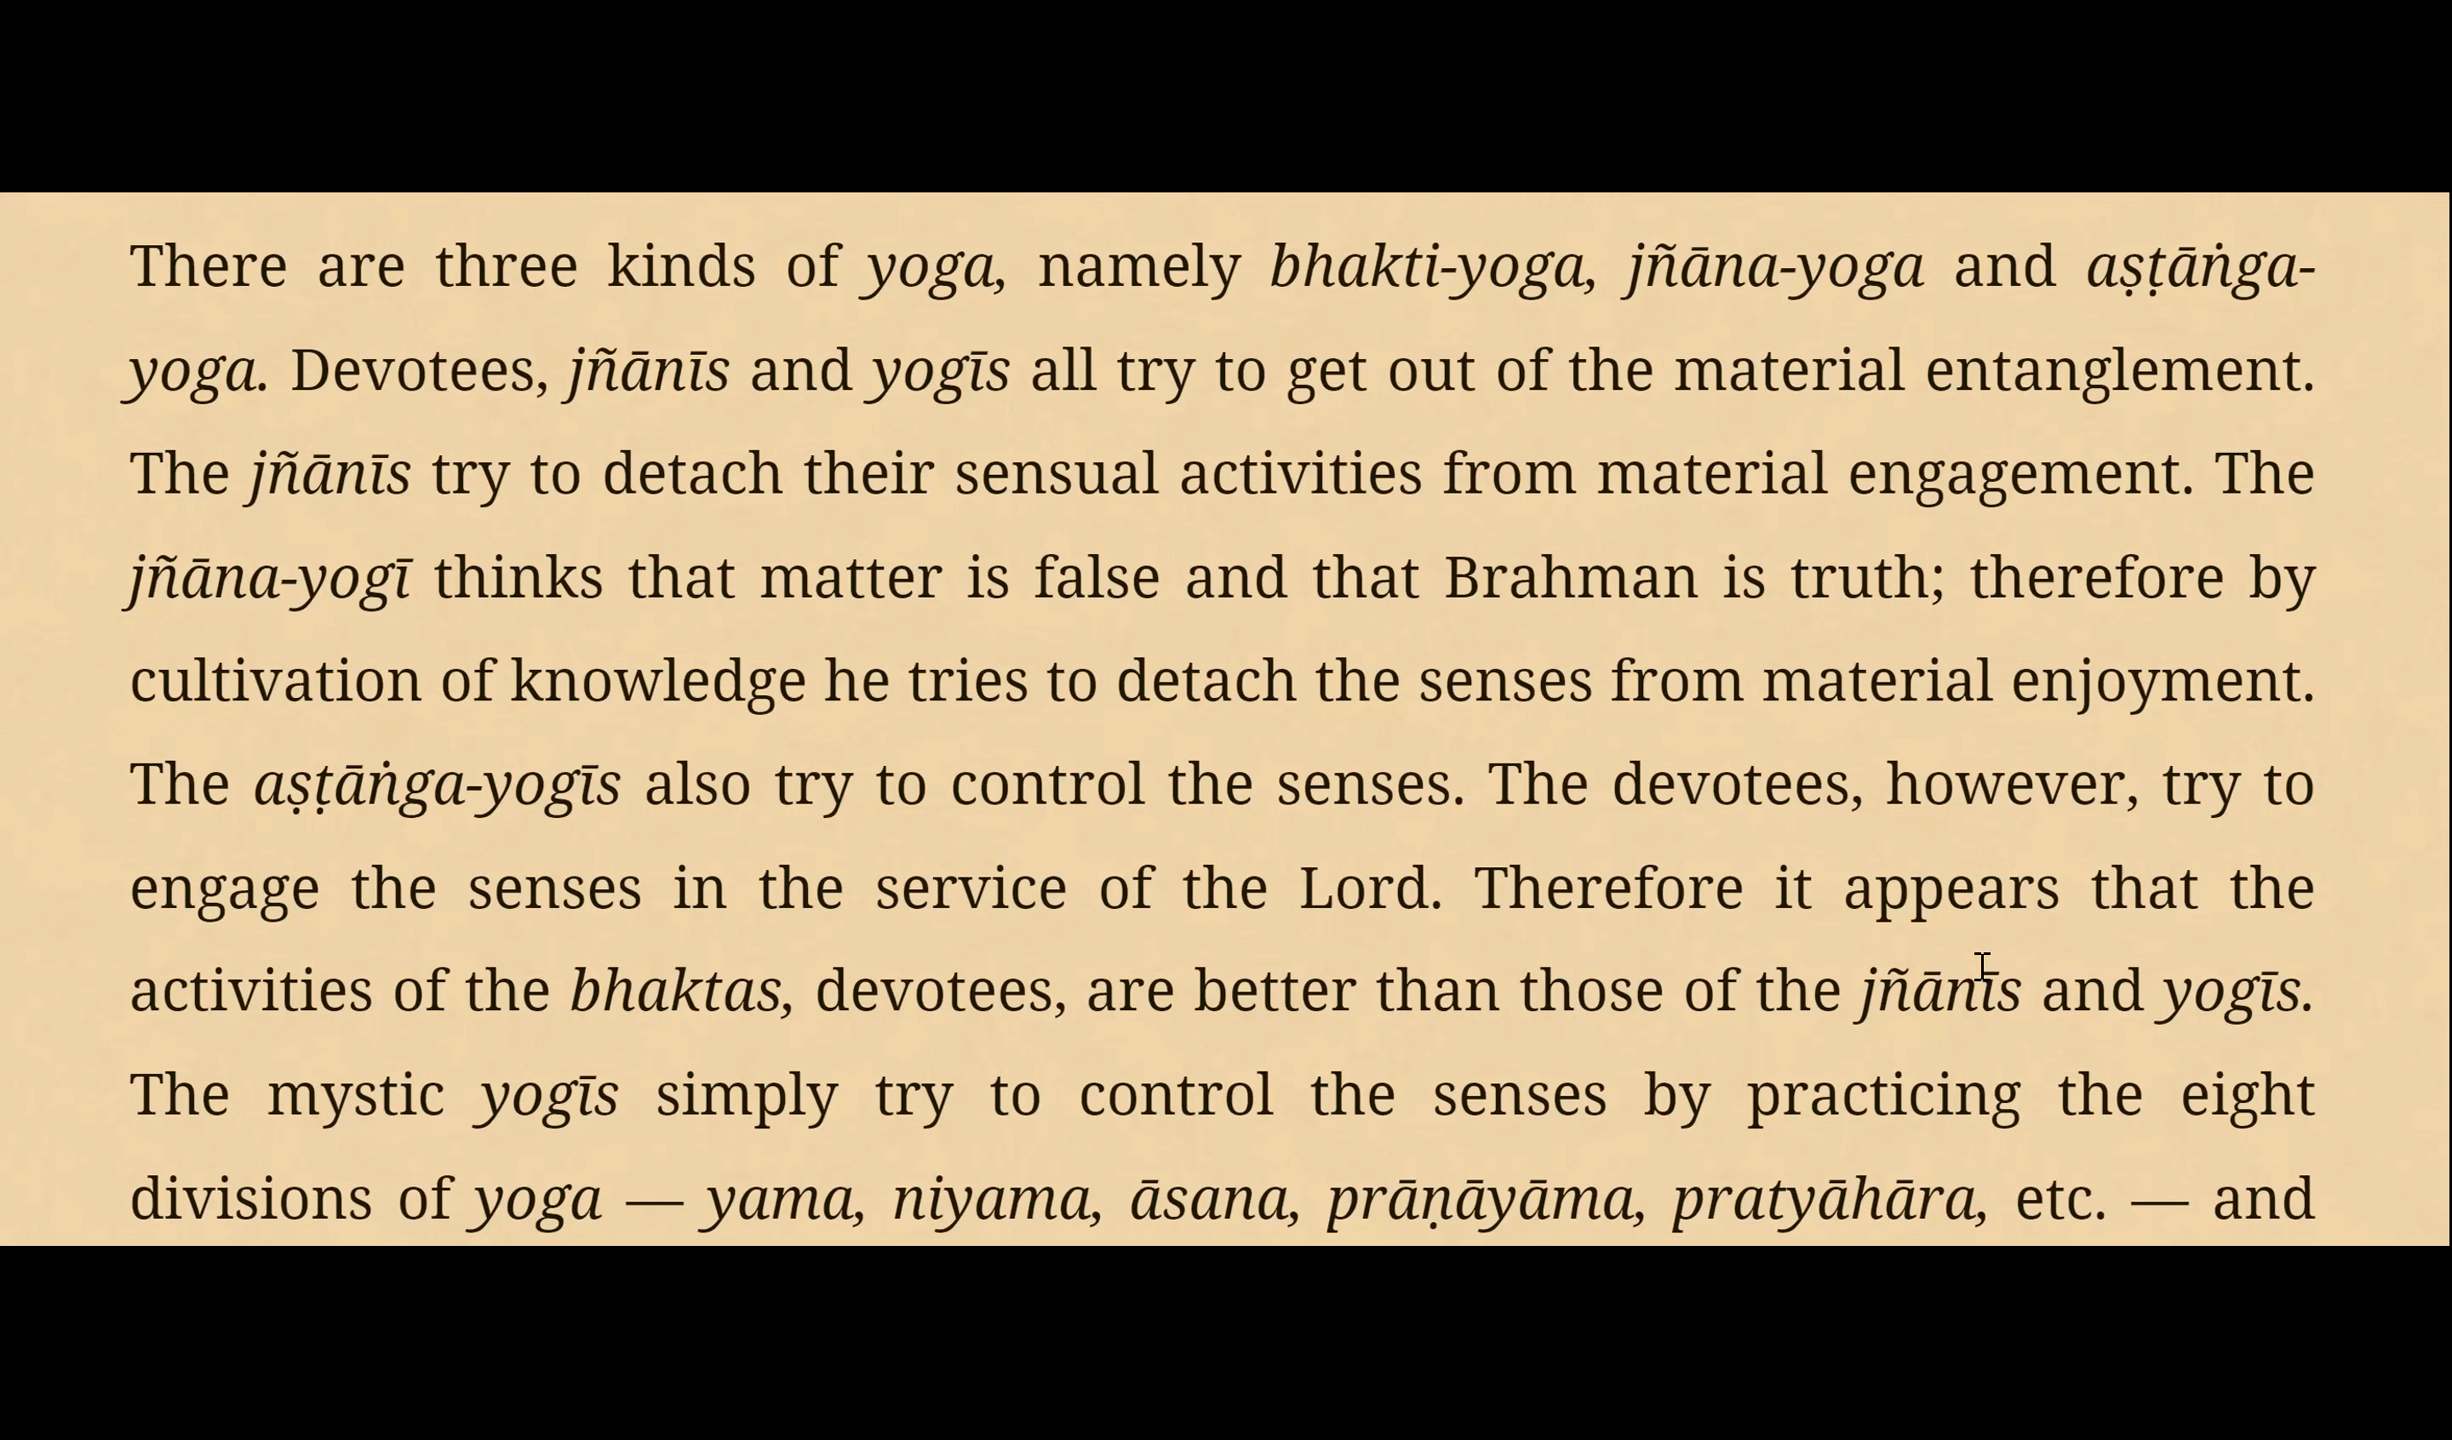 There are three kinds of yoga, namely bhakti-yoga, jñāna-yoga and aṣṭāṅga-
yoga. Devotees, jñānīs and yogīs all try to get out of the material entanglement.
The jñānīs try to detach their sensual activities from material engagement. The
jñāna-yogī thinks that matter is false and that Brahman is truth; therefore by
cultivation of knowledge he tries to detach the senses from material enjoyment.
The aṣṭāṅga-yogīs also try to control the senses. The devotees, however, try to
engage the senses in the service of the Lord. Therefore it appears that the
activities of the bhaktas, devotees, are better than those of the jñānīs and yogīs.
The mystic yogīs simply try to control the senses by practicing the eight
divisions of yoga — yama, niyama, āsana, prāṇāyāma, pratyāhāra, etc. — and